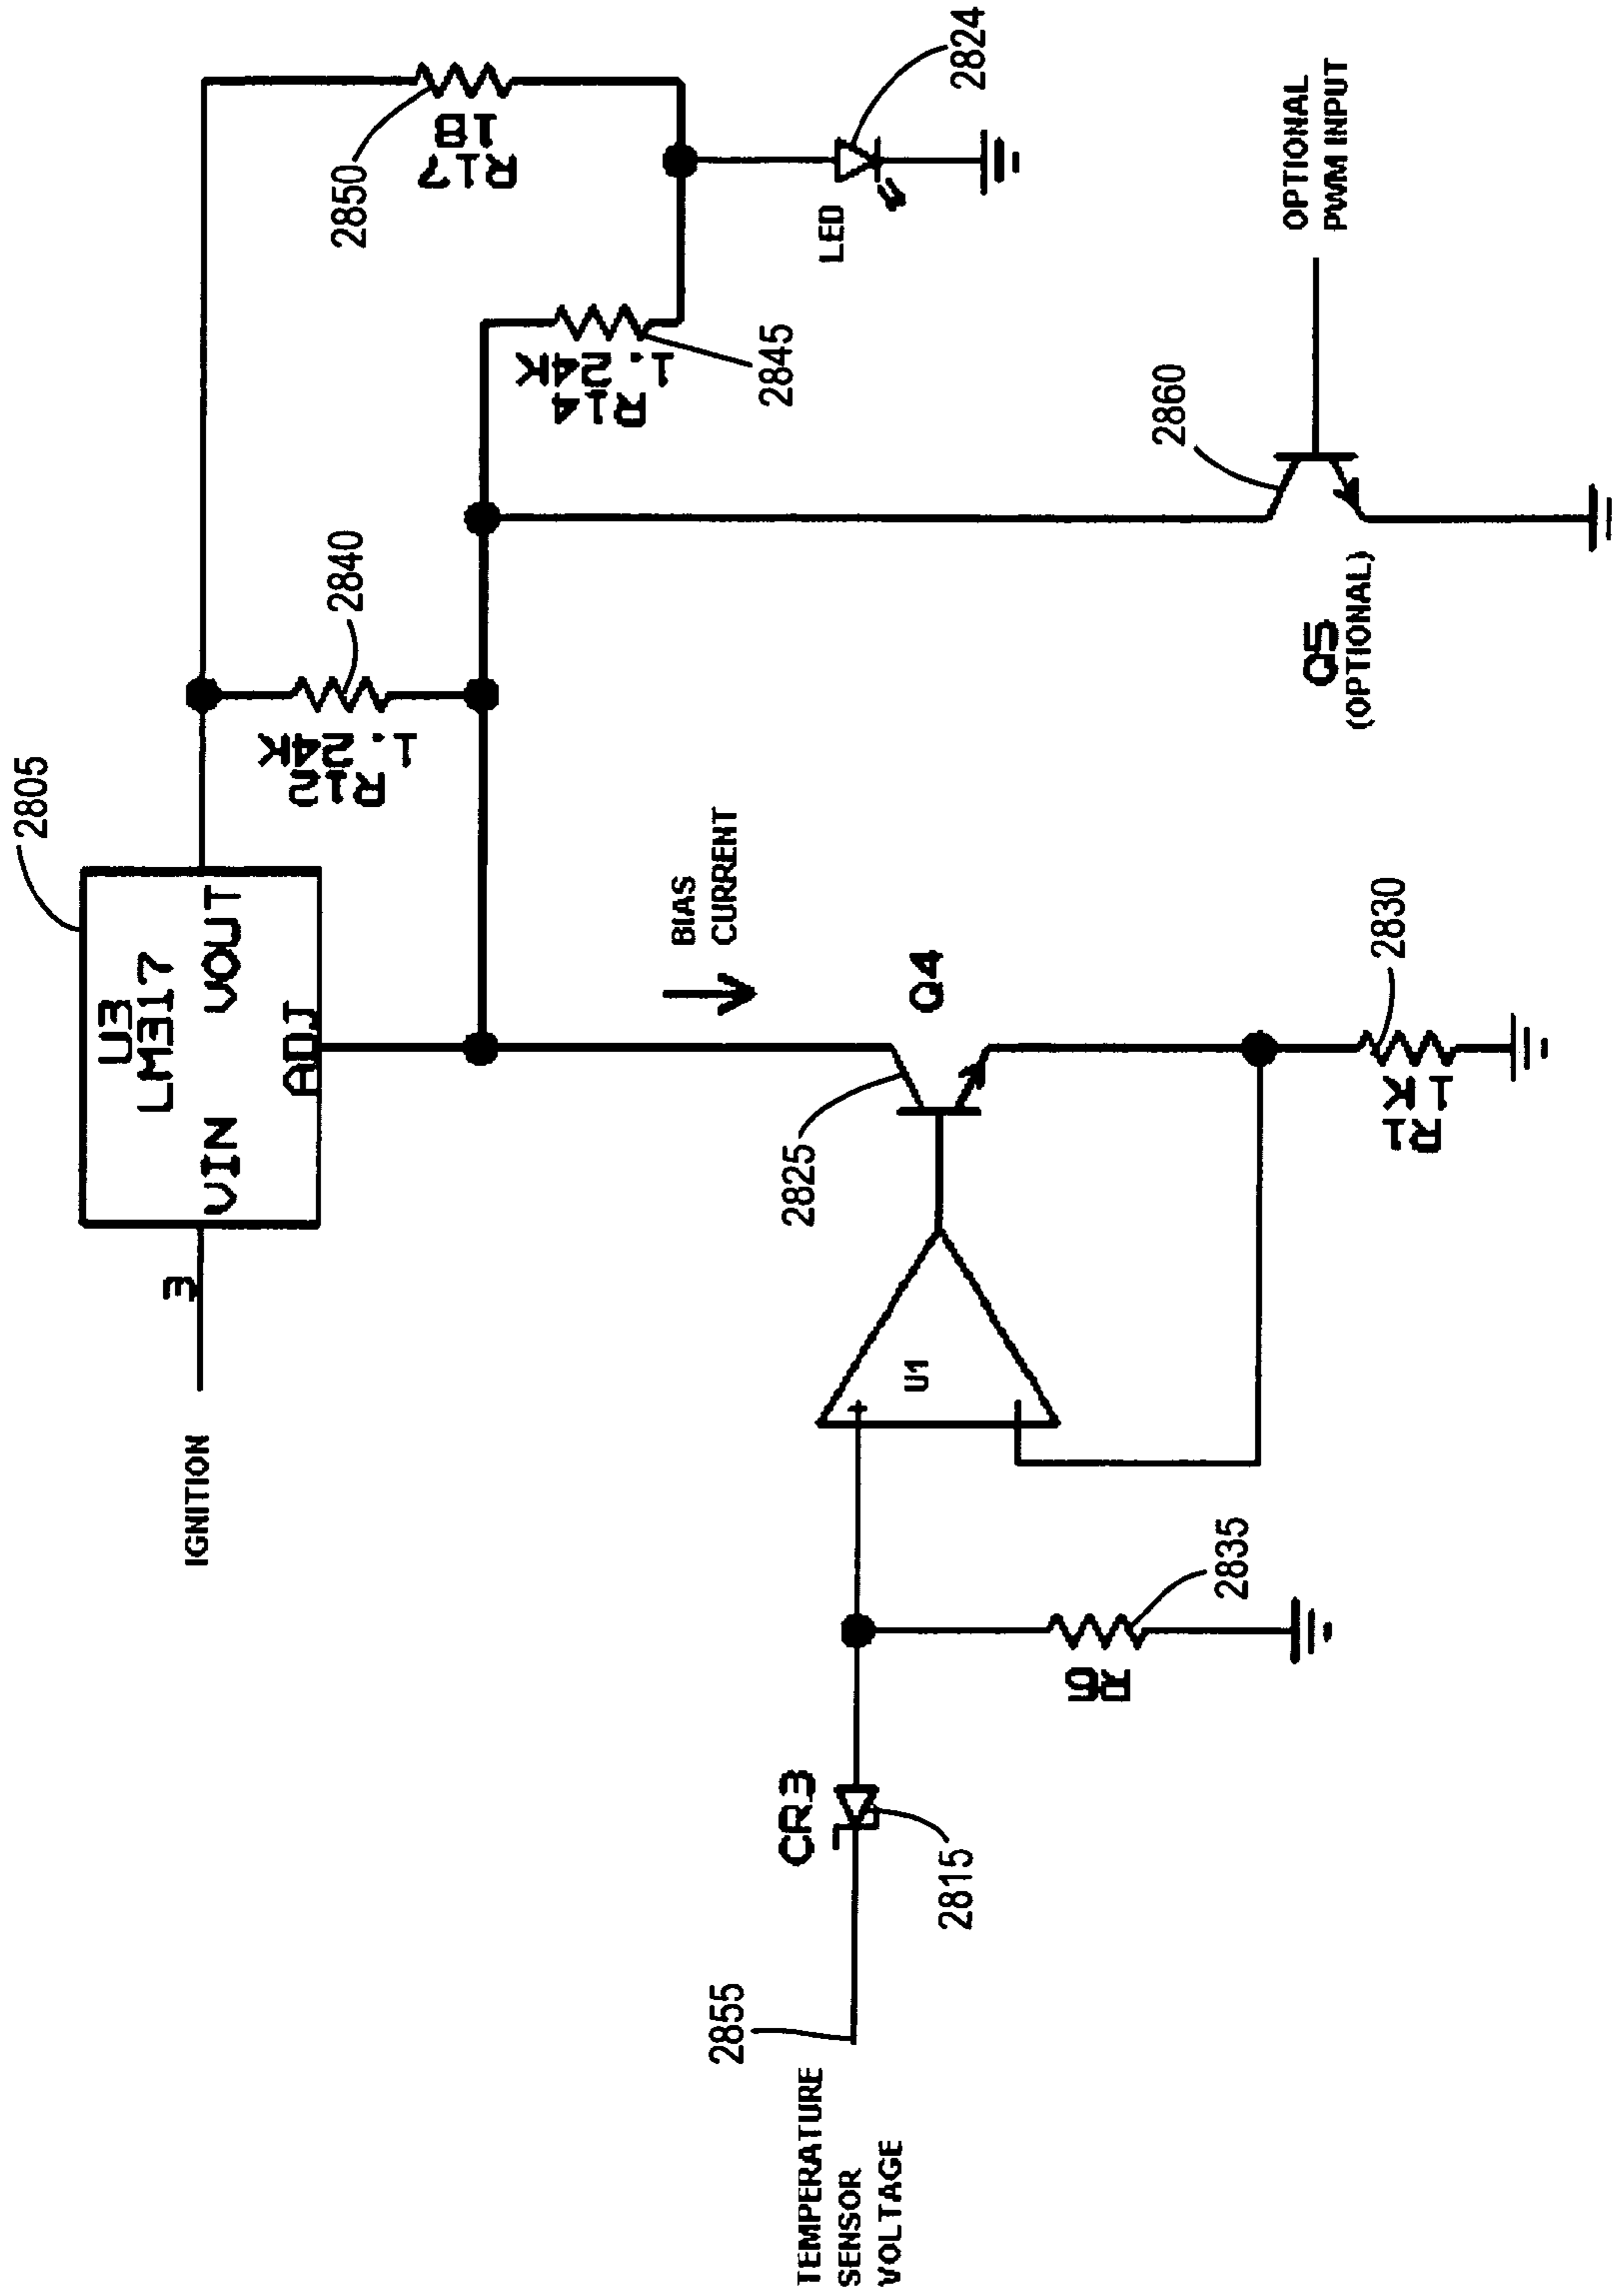 2805
U3
LM317
VIN
VOUT
ADJ
3
IGNITION
2840
R12
1.24K
2850
R17
18
R14
1.24K
2845
LED
2824
BIAS
CURRENT
2825
Q4
U1
2830
R1
1K
2860
Q5
(OPTIONAL)
OPTIONAL
PWM INPUT
2835
R9
CR3
2815
2855
TEMPERATURE
SENSOR
VOLTAGE